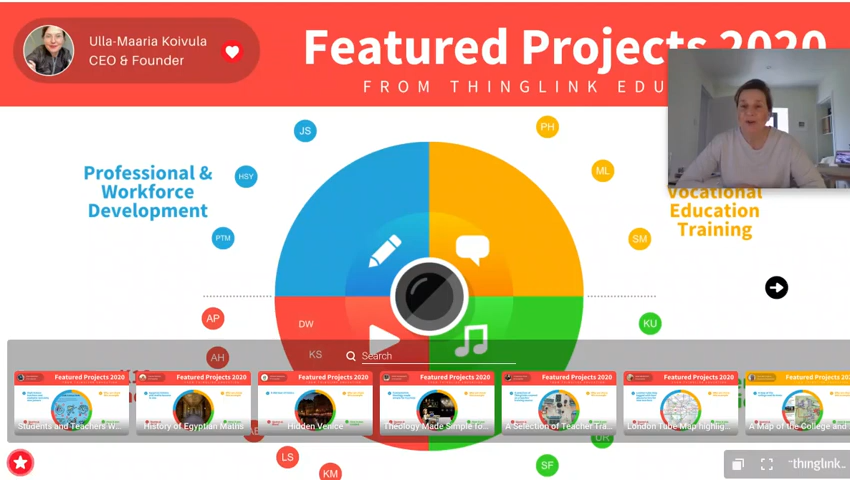 Ulla-Maaria Koivula
CEO & Founder
Featured Projects 2020
FROM THINGLINK EDU
JS
PH
HSY
ML
PTM
SM
Professional &
Workforce
Development
Vocational
Education
Training
AP
DW
KU
AH
KS
Search
Featured Projects 2020
Featured Projects 2020
Featured Projects 2020
Featured Projects 2020
Featured Projects 2020
Featured Projects 2020
Featured Projects 2020
Students and Teachers W...
History of Egyptian Maths
Hidden Venice
Theology Made Simple fo...
A Selection of Teacher Tra...
London Tube Map highlig...
A Map of the College and
UR
LS
KM
SF
thinglink..